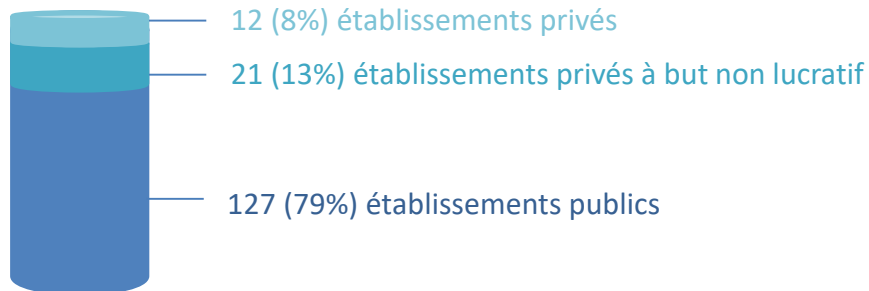 12 (8%) établissements privés
21 (13%) établissements privés à but non lucratif
127 (79%) établissements publics